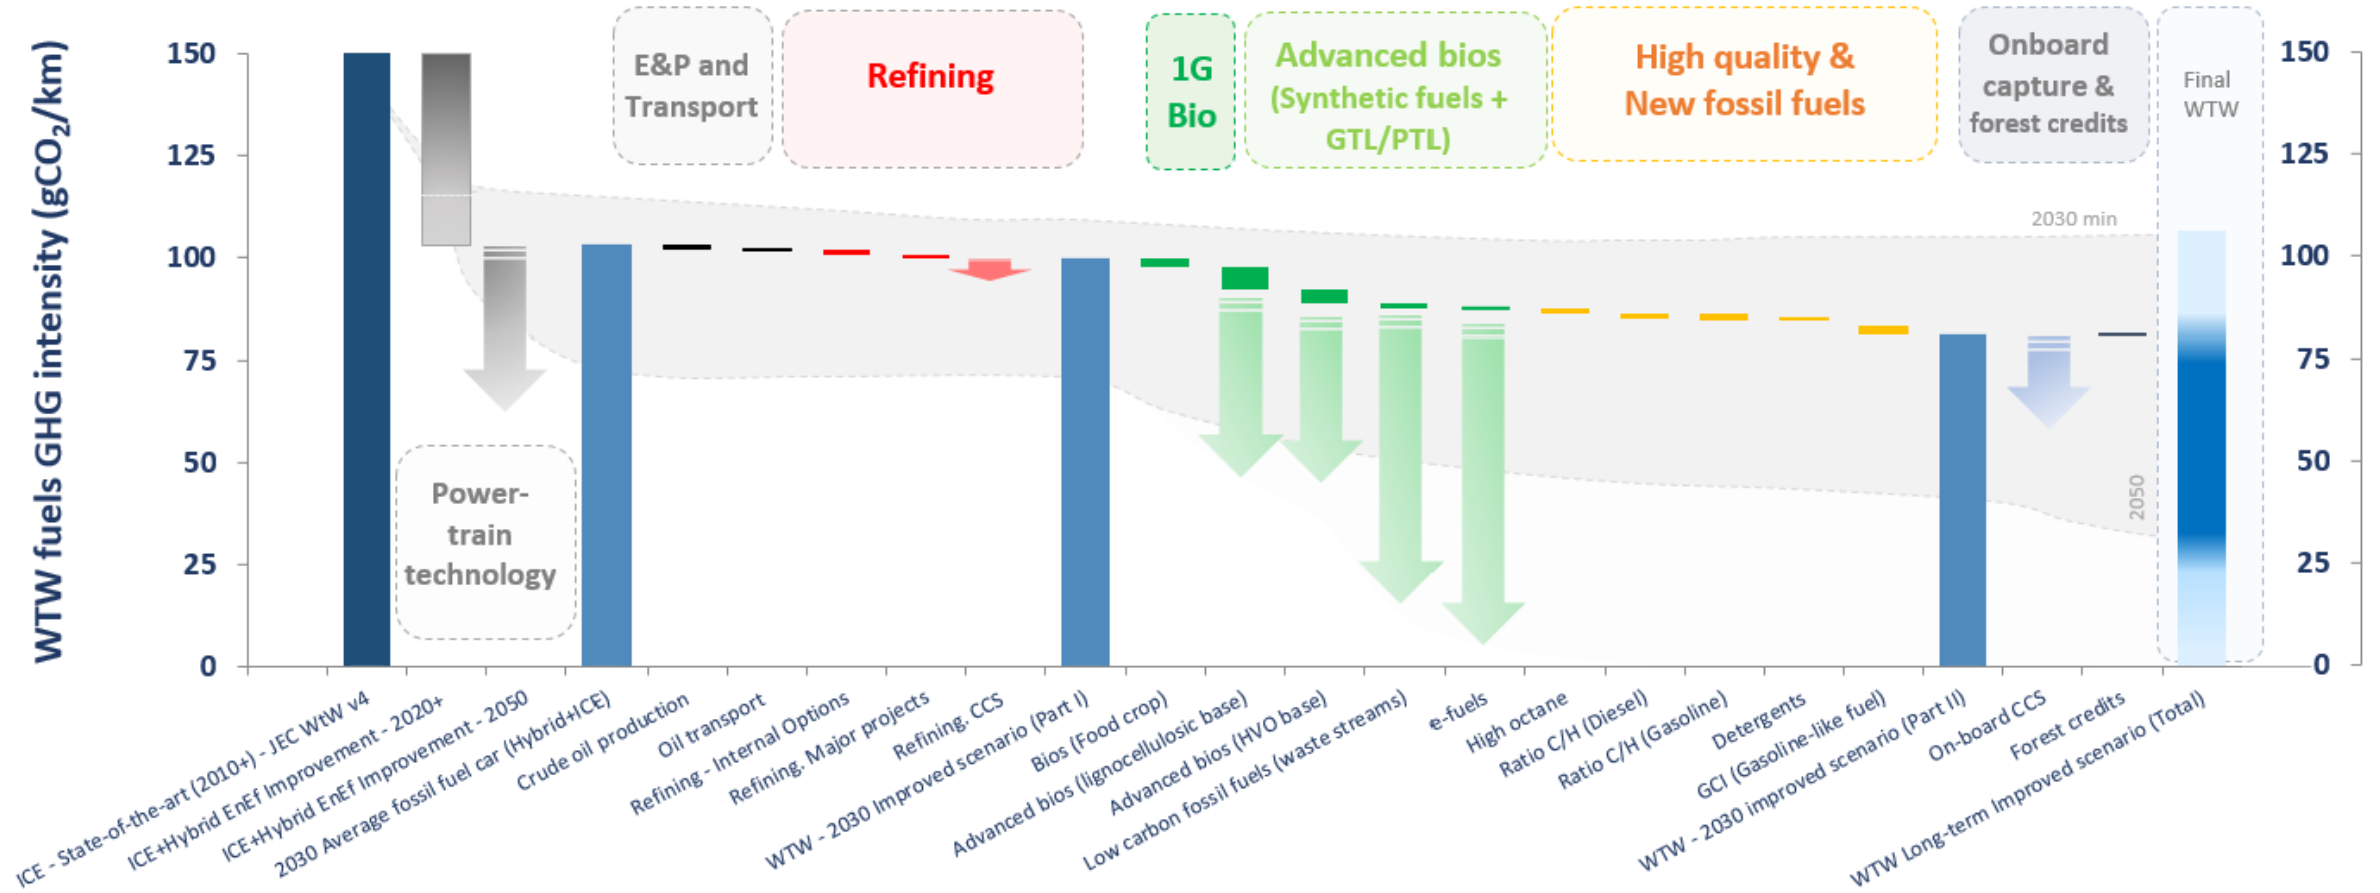 WTW fuels GHG intensity (gCO₂/km)
150
125
100
75
50
25
0
E&P and
Transport
Refining
1G
Bio
Advanced bios
(Synthetic fuels +
GTL/PTL)
High quality &
New fossil fuels
Onboard
capture &
forest credits
Final
WTW
150
125
100
75
50
25
0
2030 min
2050
Power-
train
technology
ICE - State-of-the-art (2010+) - JEC WtW v4
ICE+Hybrid EnEf Improvement - 2020+
ICE+Hybrid EnEf Improvement - 2050
2030 Average fossil fuel car (Hybrid+ICE)
Crude oil production
Oil transport
Refining - Internal Options
Refining. Major projects
Refining. CCS
WTW - 2030 Improved scenario (Part I)
Bios (Food crop)
Advanced bios (lignocellulosic base)
Advanced bios (HVO base)
Low carbon fossil fuels (waste streams)
e-fuels
High octane
Ratio C/H (Diesel)
Ratio C/H (Gasoline)
Detergents
GCI (Gasoline-like fuel)
WTW - 2030 improved scenario (Part II)
On-board CCS
Forest credits
WTW Long-term Improved scenario (Total)